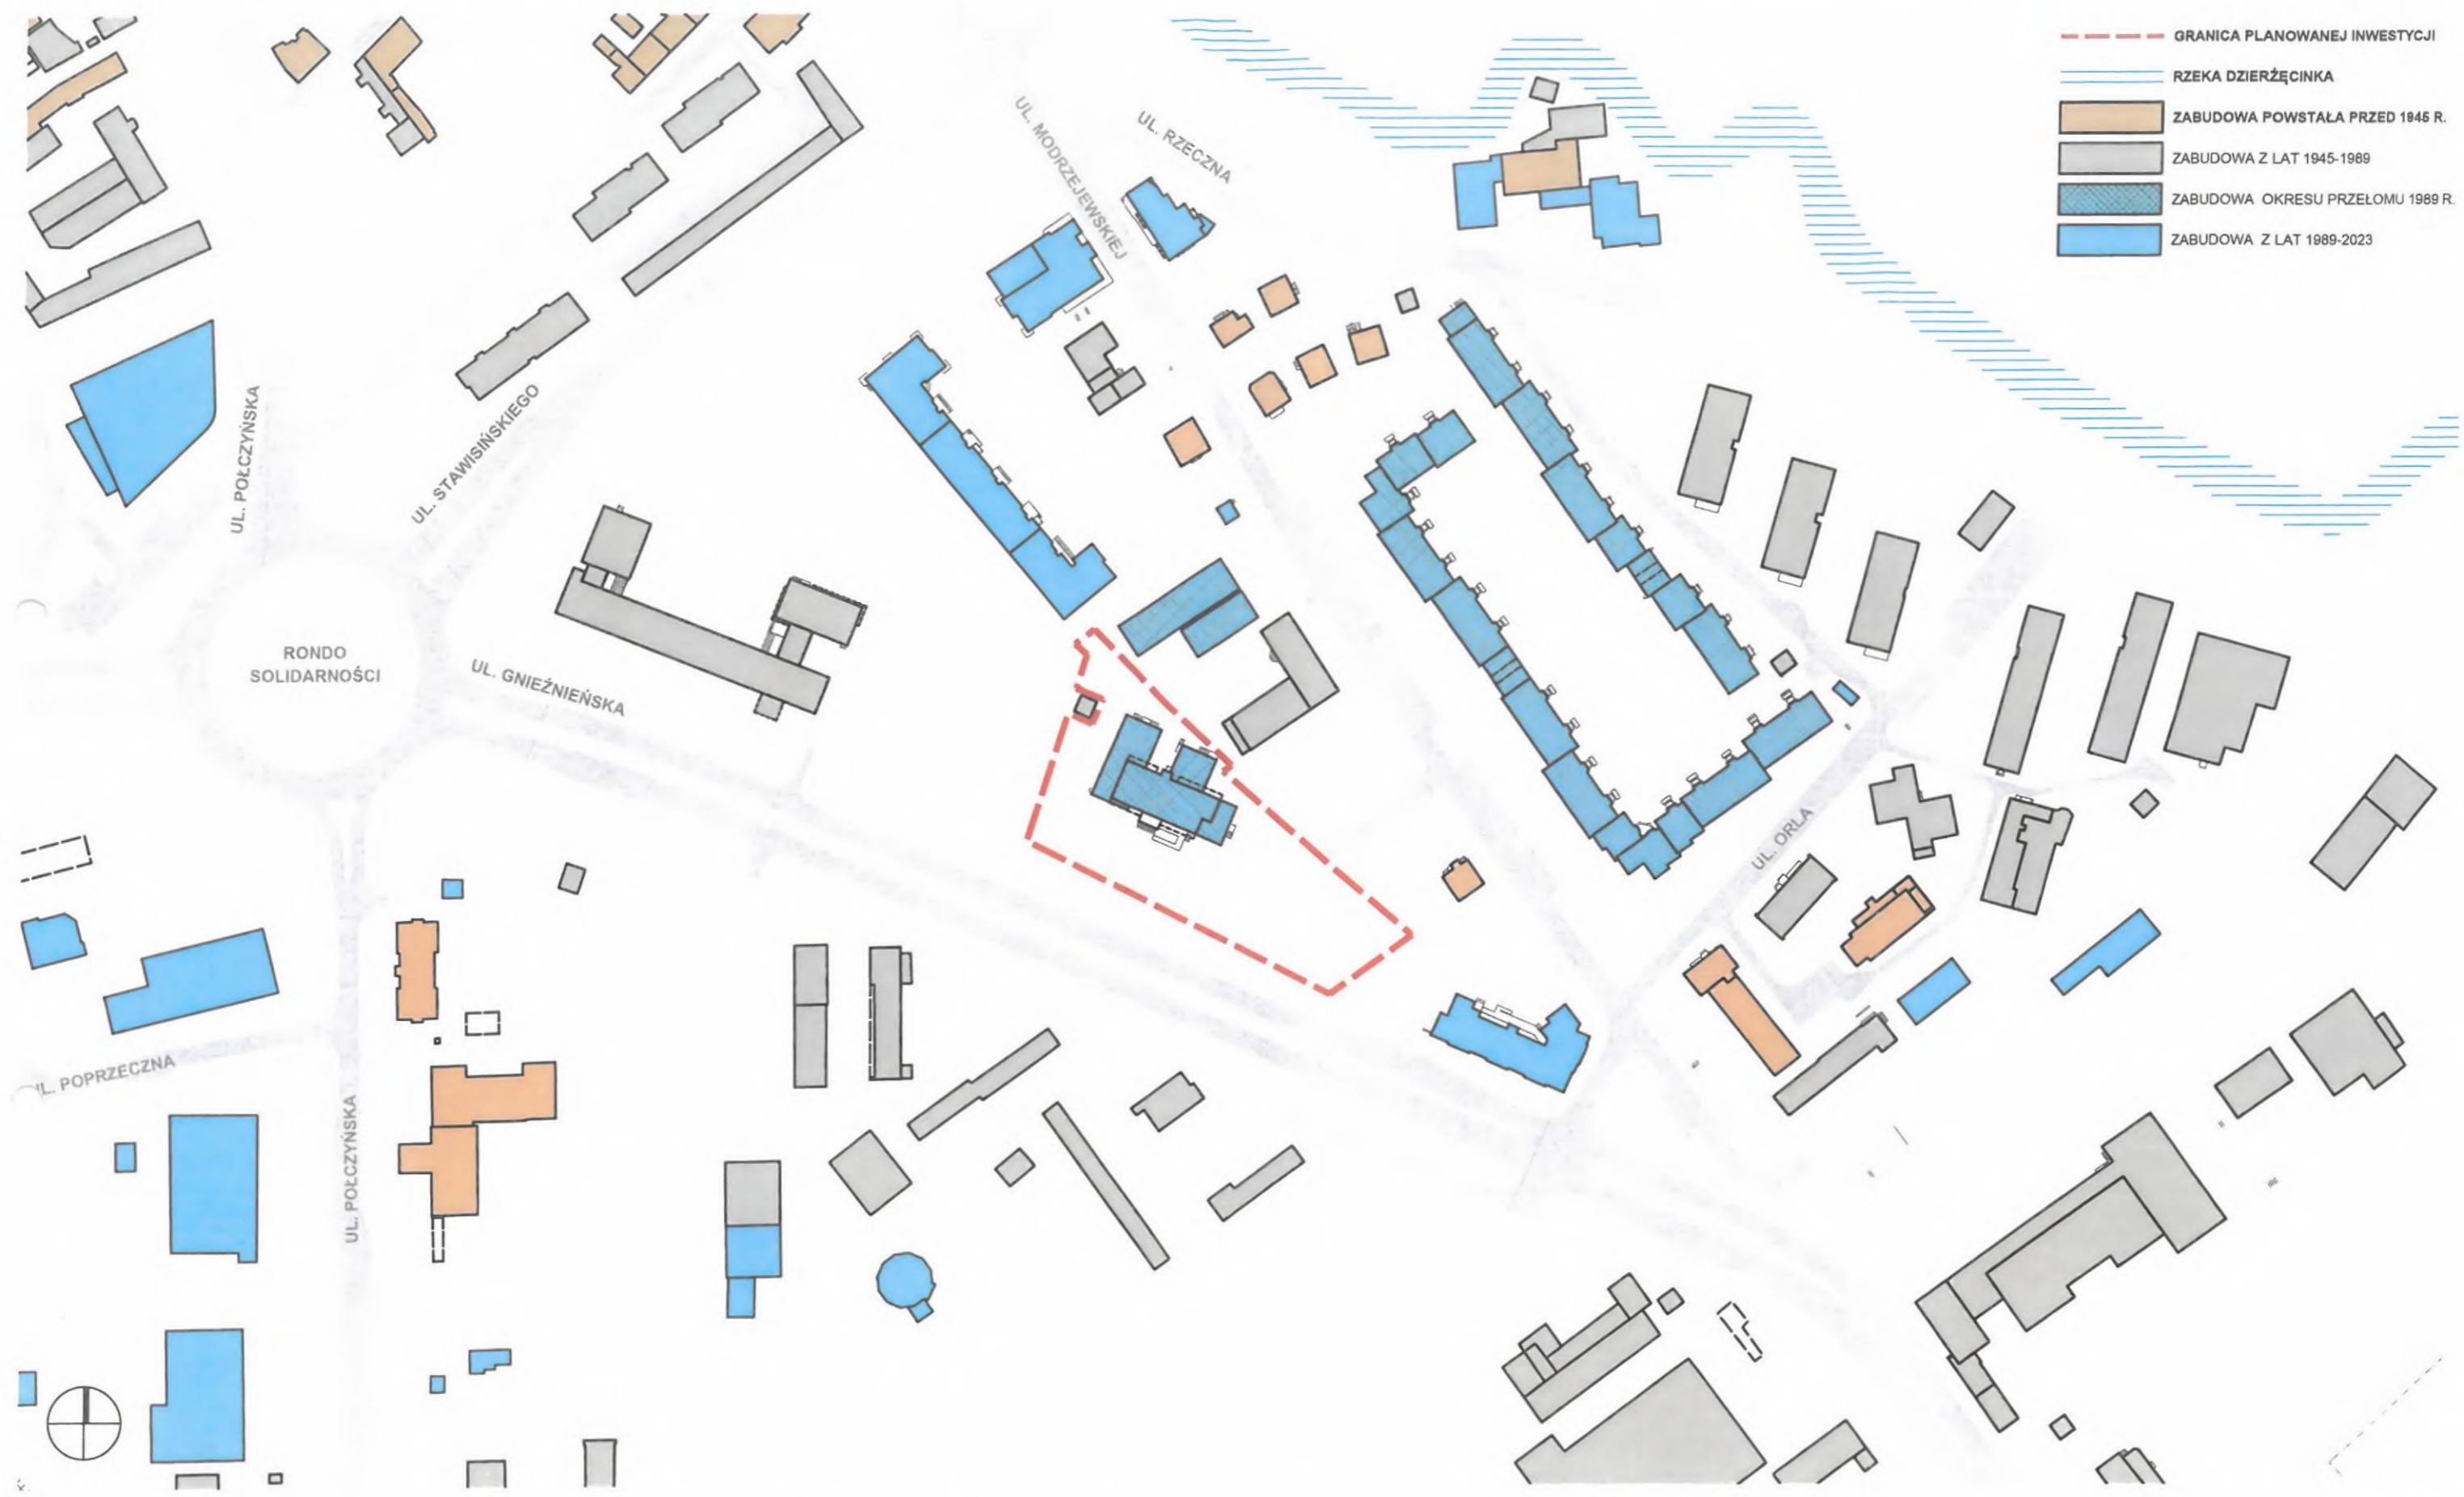 GRANICA PLANOWANEJ INWESTYCJI
RZEKA DZIERŻĘCINKA
ZABUDOWA POWSTAŁA PRZED 1945 R.
ZABUDOWA Z LAT 1945-1989
ZABUDOWA OKRESU PRZEŁOMU 1989 R.
ZABUDOWA Z LAT 1989-2023
UL. MODRZEJEWSKIEJ
UL. RZECZNA
UL. POŁCZYŃSKA
UL. STAWISIŃSKIEGO
RONDO
SOLIDARNOŚCI
UL. GNIEŹNIEŃSKA
UL. ORLA
UL. POPRZECZNA
UL. POŁCZYŃSKA